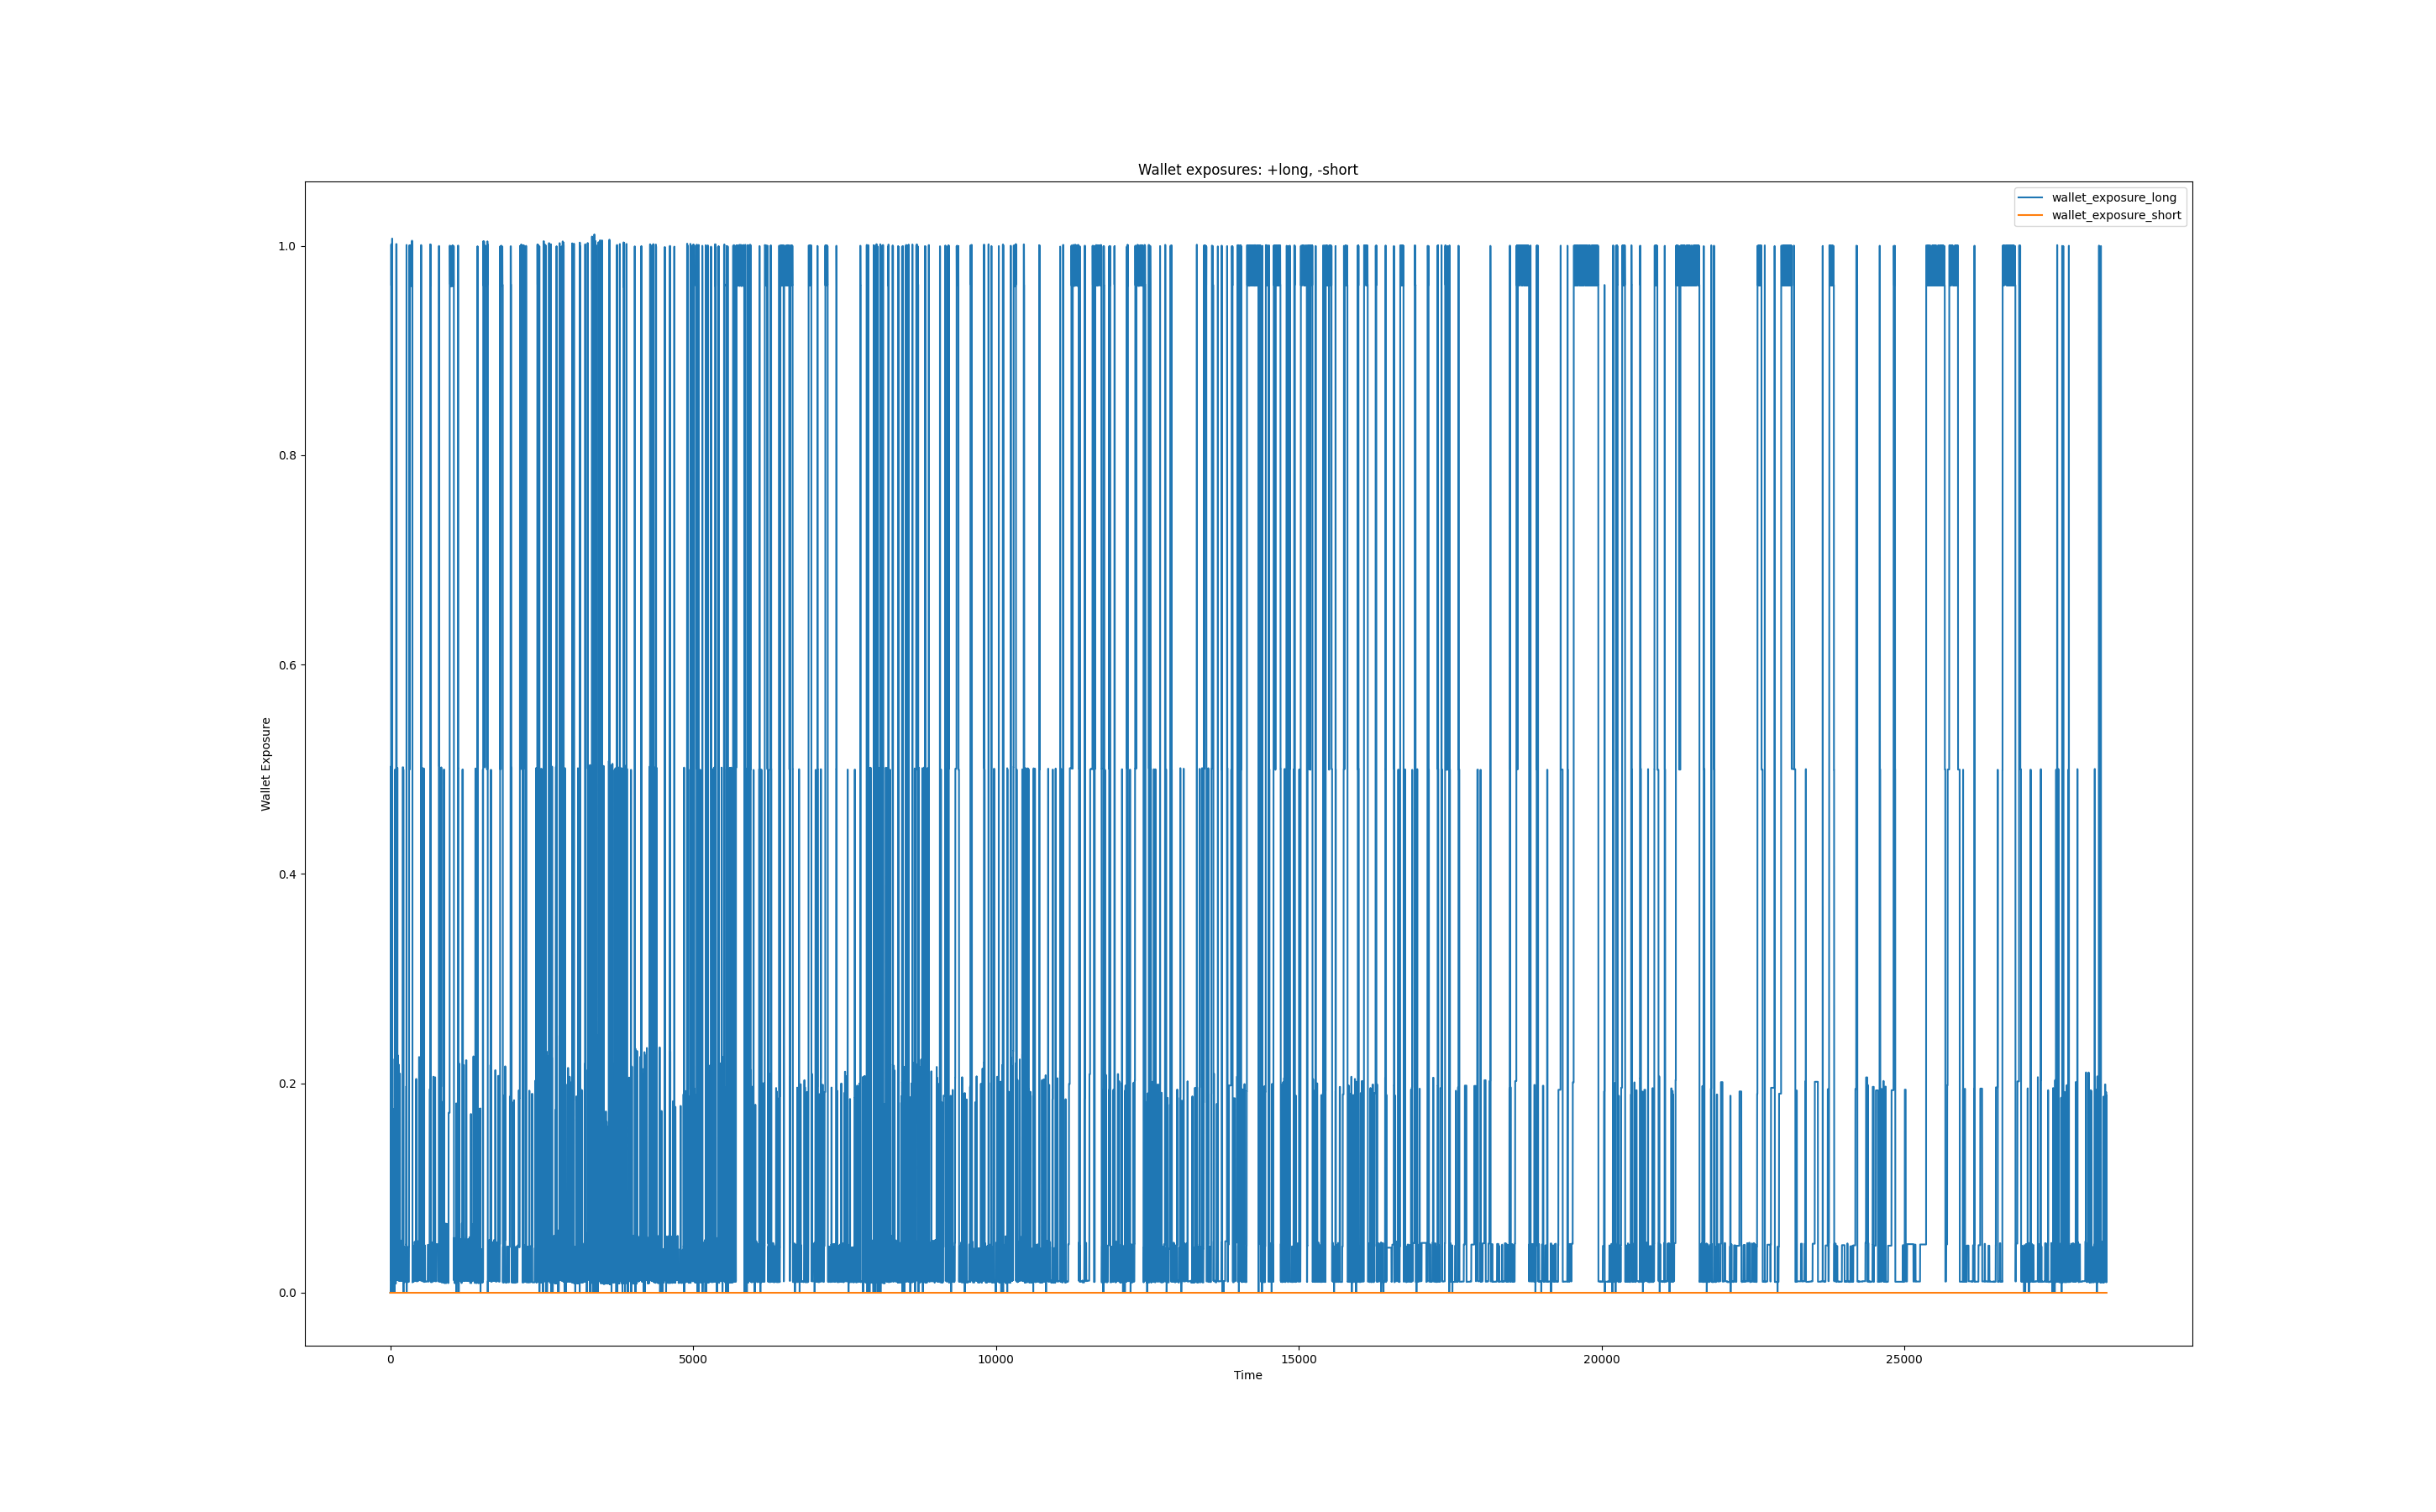 Wallet exposures: +long, -short
wallet_exposure_long
wallet_exposure_short
1.0
0.8
0.6
0.4
0.2
0.0
Wallet Exposure
0 5000 10000 15000 20000 25000
Time